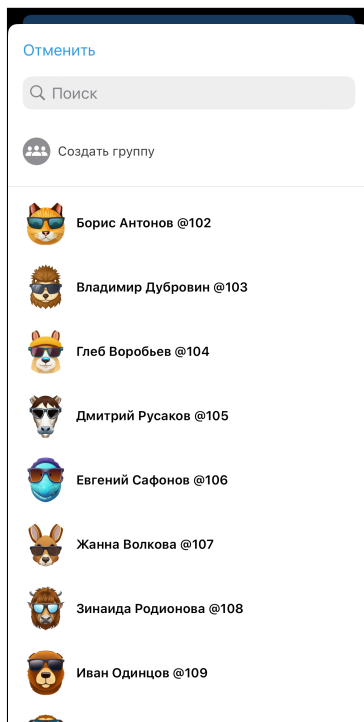 Отменить
Поиск
Создать группу
Борис Антонов @102
Владимир Дубровин @103
Глеб Воробьев @104
Дмитрий Русаков @105
Евгений Сафонов @106
Жанна Волкова @107
Зинаида Родионова @108
Иван Одинцов @109